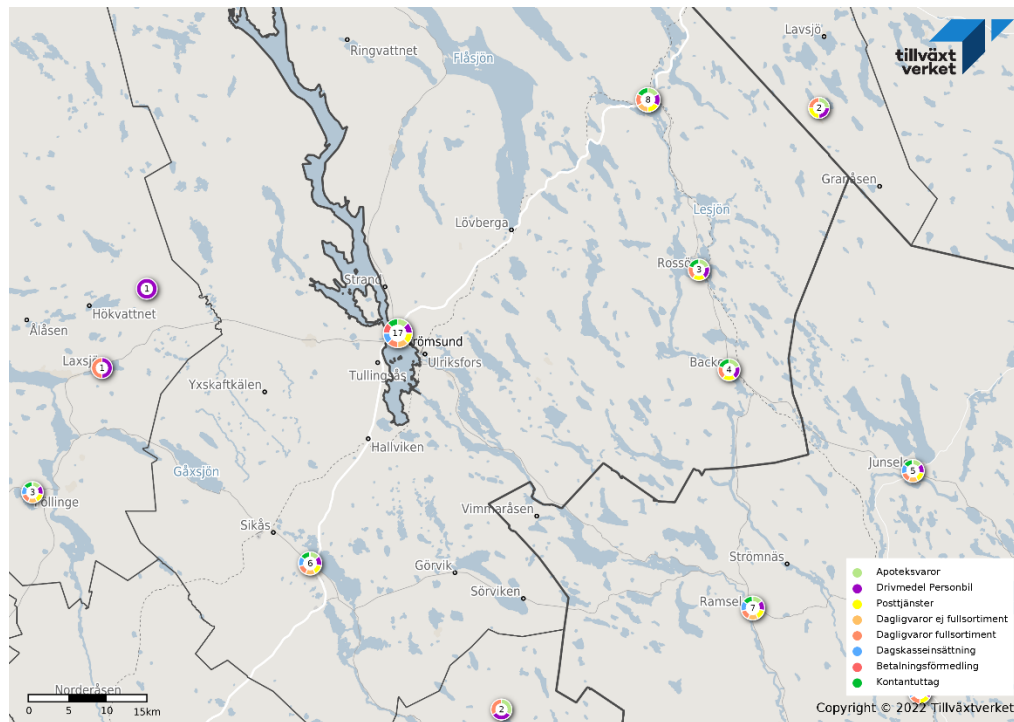 Ringvattnet
Flåsjön
Lavsjö
tillväxt
verket
8
2
Granåsen
Lesjön
Lövberga
Rossö
3
Strand
1
Hökvattnet
Ålåsen
17
römsund
Ulriksfors
Laxsjö
1
Tullingsås
Backe
4
Yxskaftkälen
Hallviken
Gåxsjön
Junsel
5
3
Föllinge
Vimmaråsen
Sikås
6
Görvik
Strömnäs
Sörviken
Ramsel
7
Apoteksvaror
Drivmedel Personbil
Posttjänster
Dagligvaror ej fullsortiment
Dagligvaror fullsortiment
Dagskasseinsättning
Betalningsförmedling
Kontantuttag
Norderåsen
0 5 10 15km
2
Copyright © 2022 Tillväxtverket